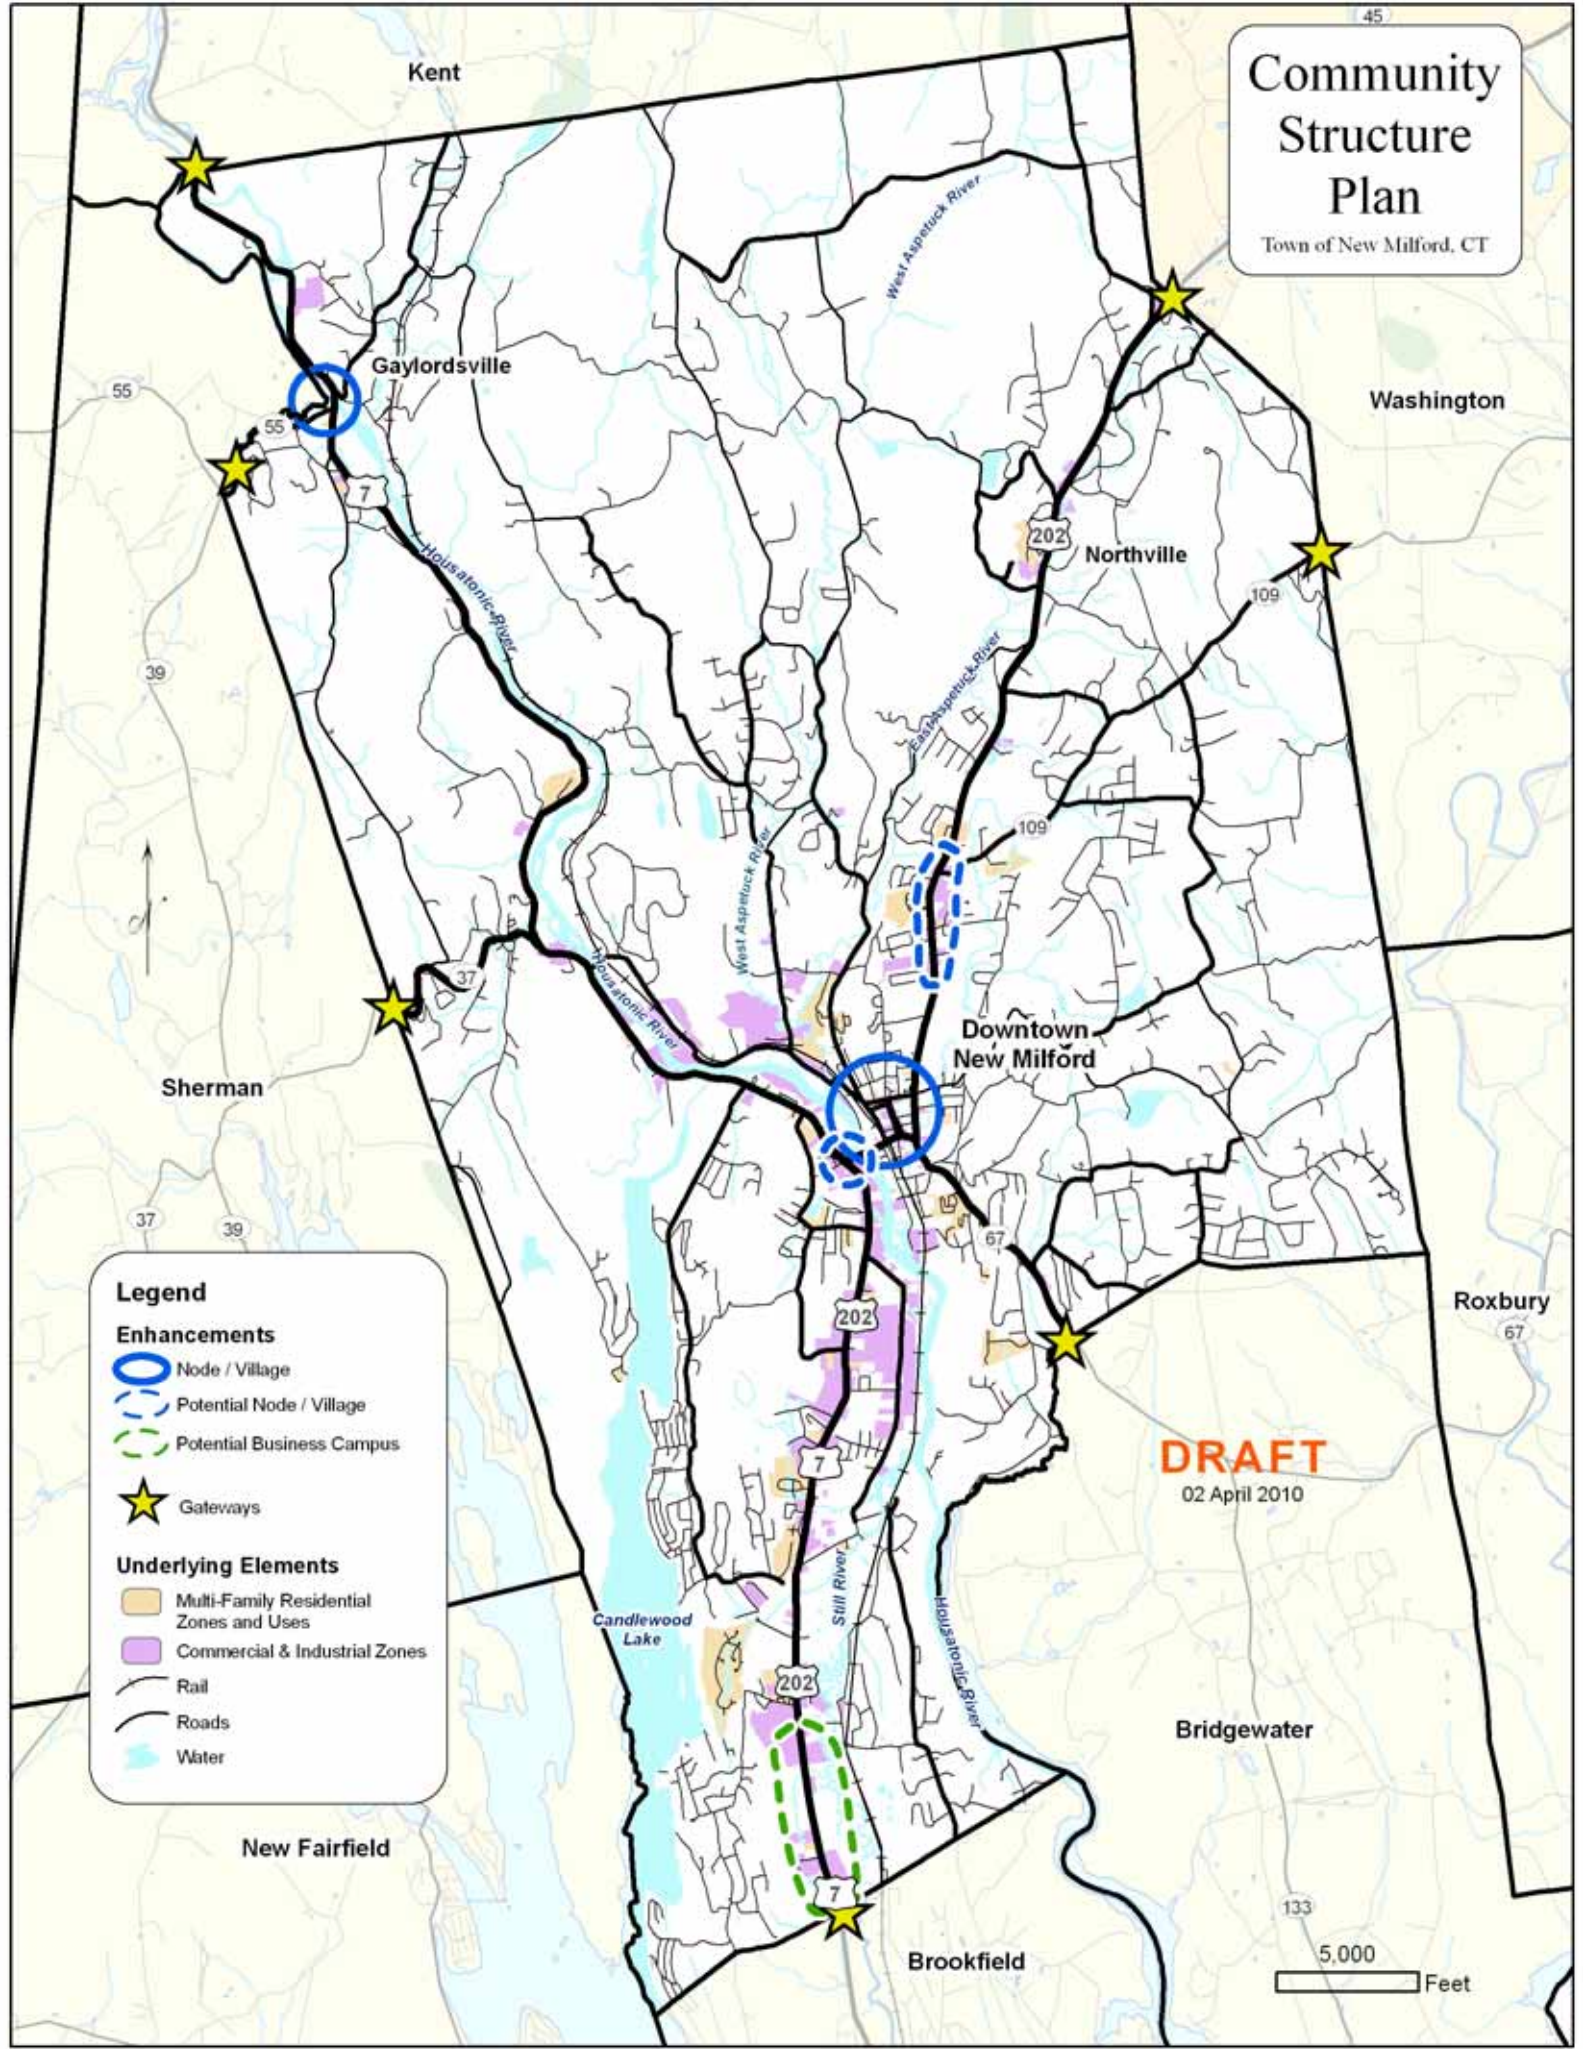 45
Kent
Community
Structure
Plan
Town of New Milford, CT
West Aspetuck River
Gaylordsville
55
Washington
55
7
202
Northville
Housatonic River
109
39
East Aspetuck River
109
West Aspetuck River
37
Housatonic River
Downtown
New Milford
Sherman
37
39
67
Legend
Enhancements
Node / Village
Potential Node / Village
Potential Business Campus
Gateways
Underlying Elements
Multi-Family Residential
Zones and Uses
Commercial & Industrial Zones
Rail
Roads
Water
202
Roxbury
67
7
DRAFT
02 April 2010
Still River
Candlewood
Lake
Housatonic River
202
Bridgewater
New Fairfield
7
133
Brookfield
5,000
Feet